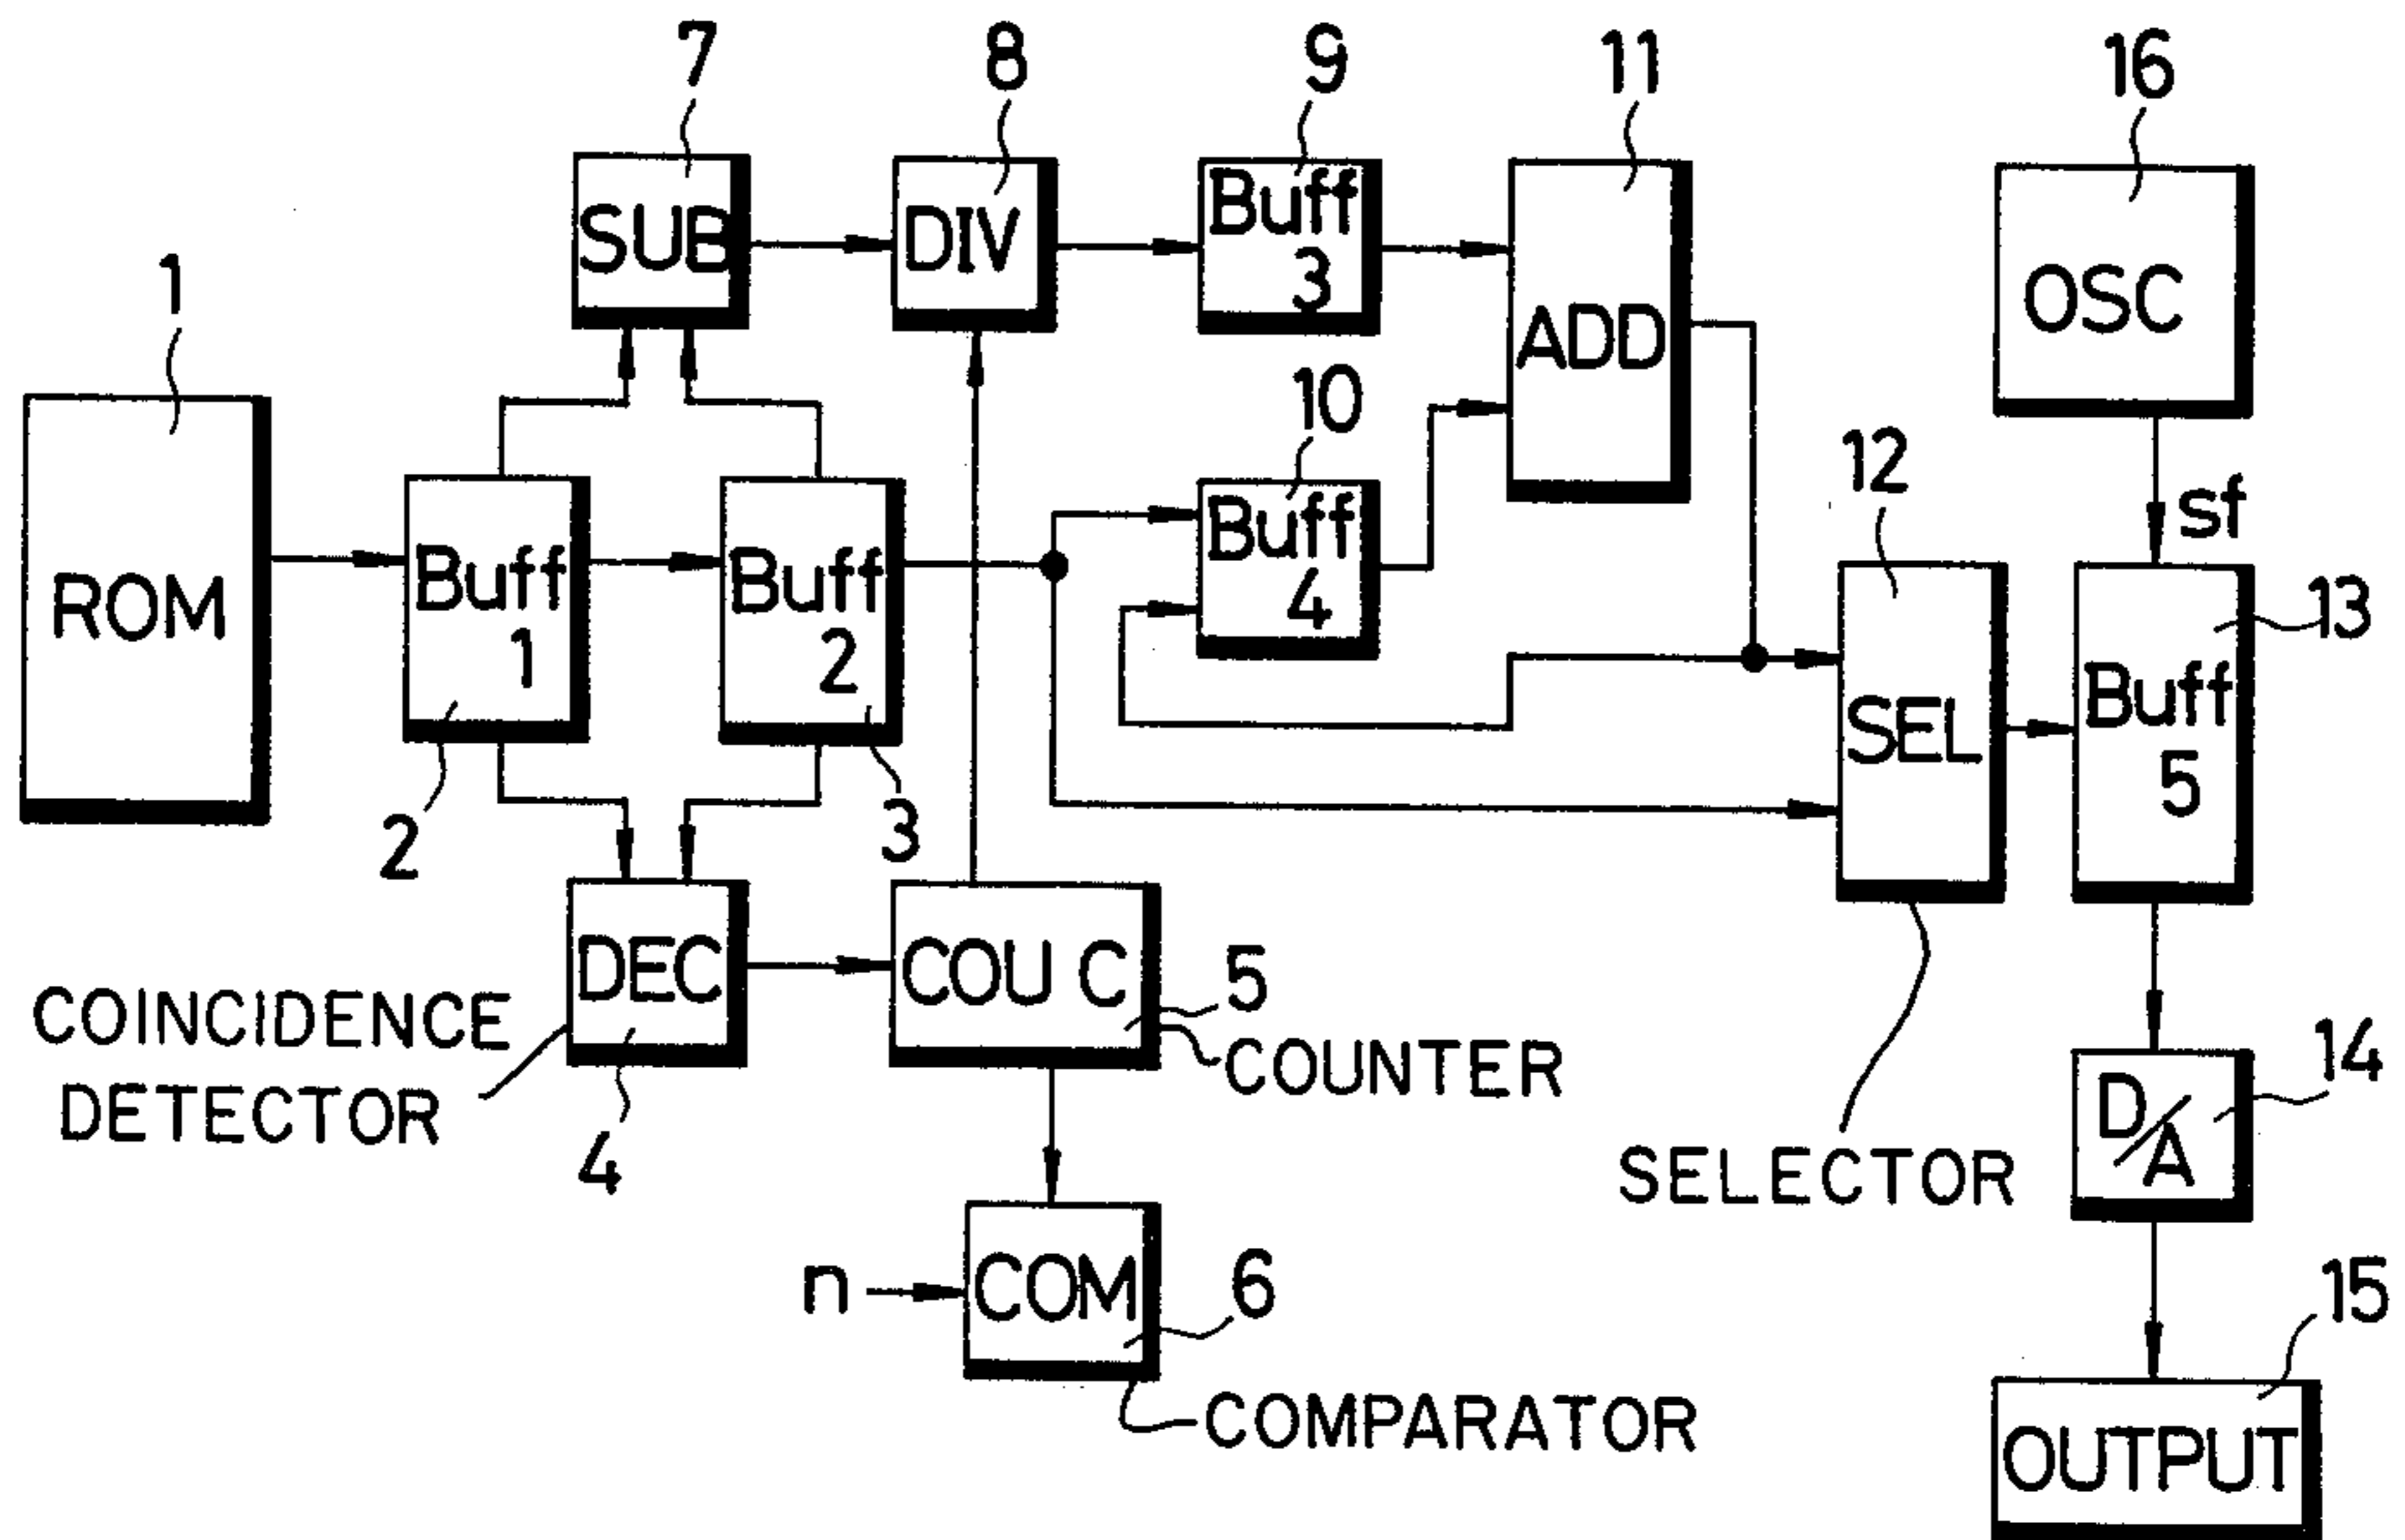 7
8
9
11
16
1
SUB
DIV
Buff
3
ADD
OSC
10
12
sf
ROM
Buff
1
Buff
2
Buff
4
13
SEL
Buff
5
2
3
DEC
COU C
5
COINCIDENCE
DETECTOR
COUNTER
4
14
D/A
SELECTOR
n
COM
6
15
COMPARATOR
OUTPUT